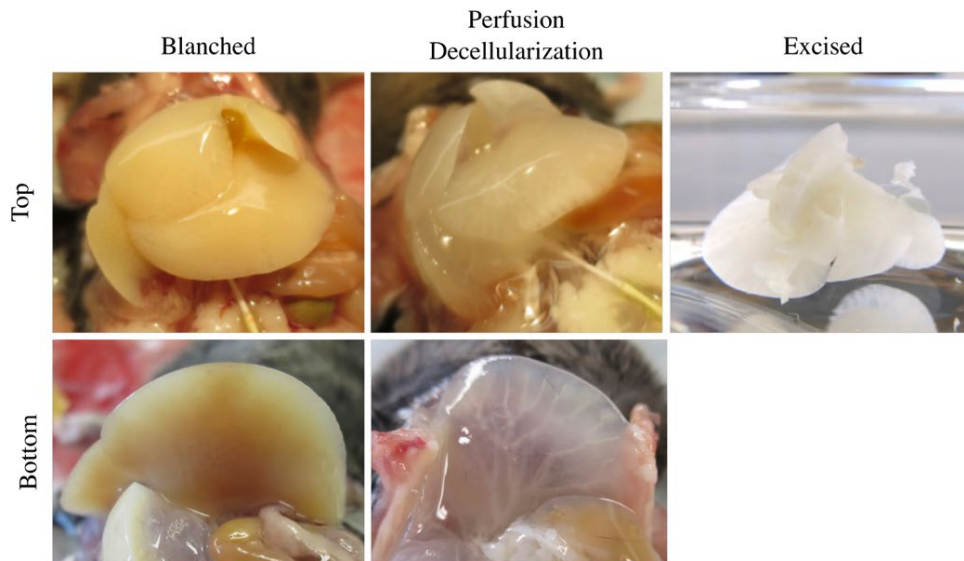 Blanched
Perfusion
Decellularization
Excised
Top
Bottom